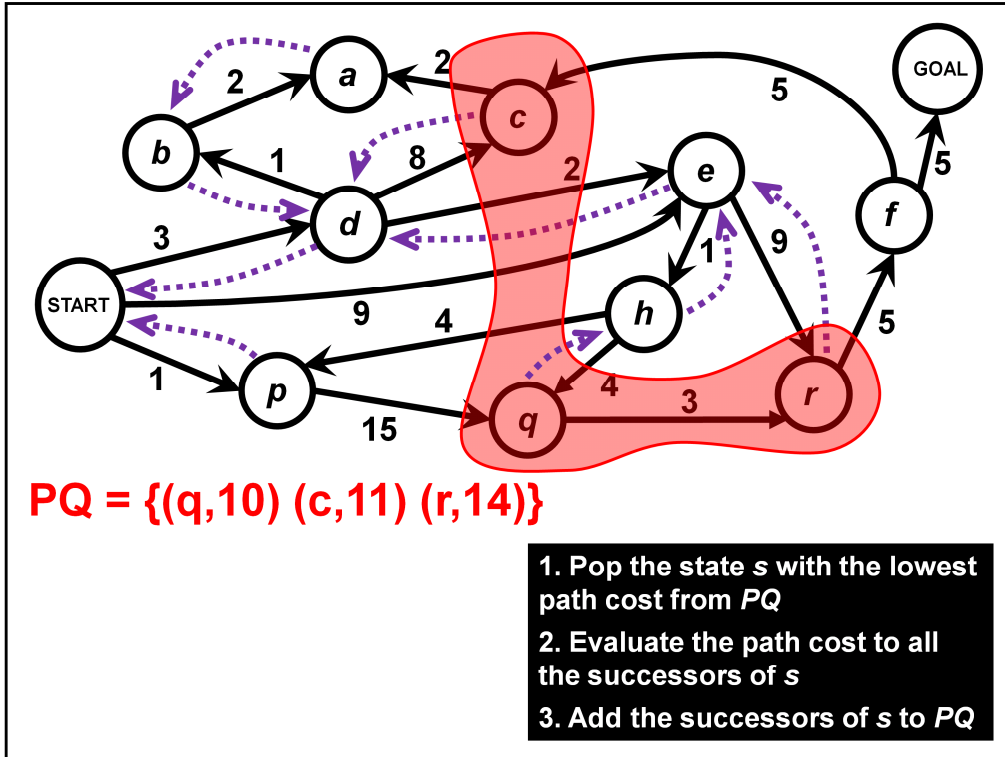 2
a
2
c
5
GOAL
b
1
8
2
e
5
3
d
f
1
9
START
9
4
h
5
1
p
4
3
r
15
q
PQ = {(q,10) (c,11) (r,14)}
1. Pop the state s with the lowest
path cost from PQ
2. Evaluate the path cost to all
the successors of s
3. Add the successors of s to PQ